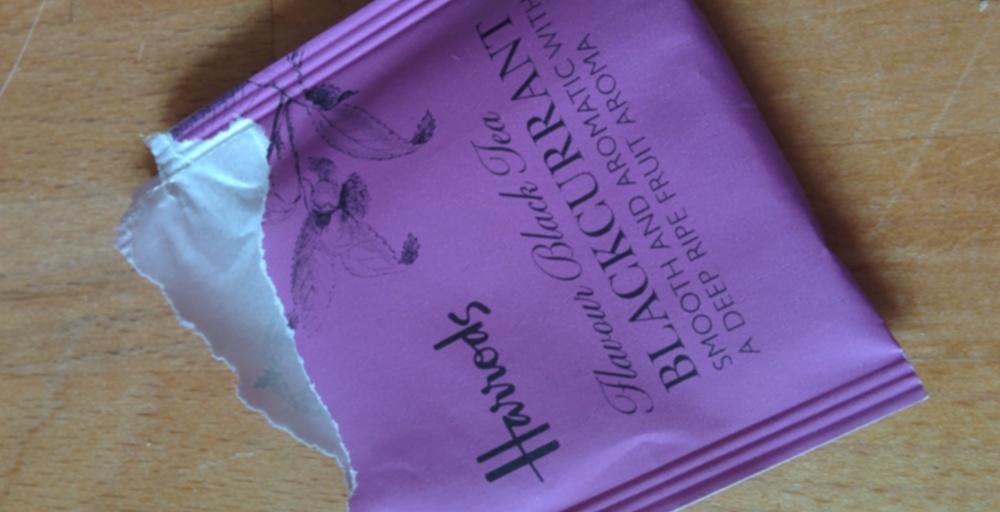 Harrods
Flavour Black Tea
BLACKCURRANT
SMOOTH AND AROMATIC WITH
A DEEP RIPE FRUIT AROMA